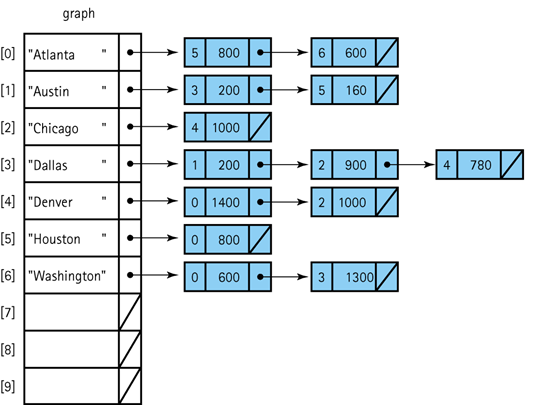 graph
[0] "Atlanta " 5 800 6 600
[1] "Austin " 3 200 5 160
[2] "Chicago " 4 1000
[3] "Dallas " 1 200 2 900 4 780
[4] "Denver " 0 1400 2 1000
[5] "Houston " 0 800
[6] "Washington" 0 600 3 1300
[7]
[8]
[9]